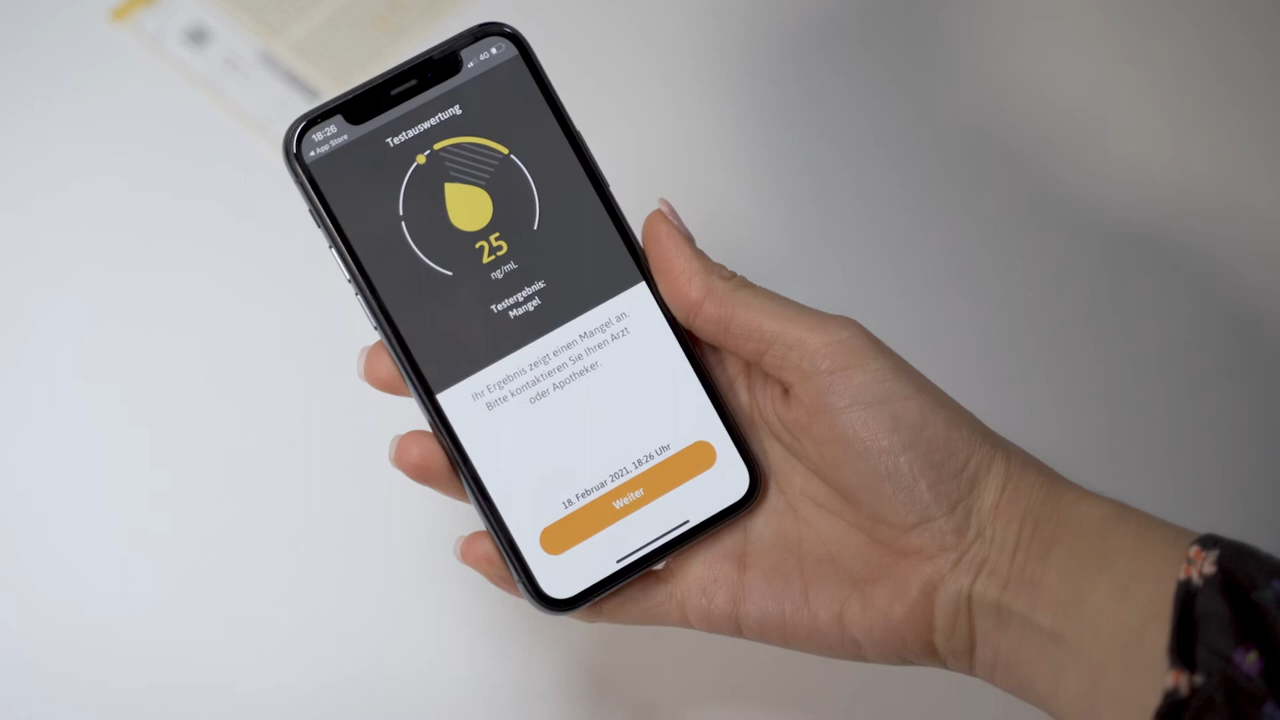 18:26
4G
◀ App Store
Testauswertung
25
ng/mL
Testergebnis:
Mangel
Ihr Ergebnis zeigt einen Mangel an.
Bitte kontaktieren Sie Ihren Arzt
oder Apotheker.
18. Februar 2021, 18:26 Uhr
Weiter